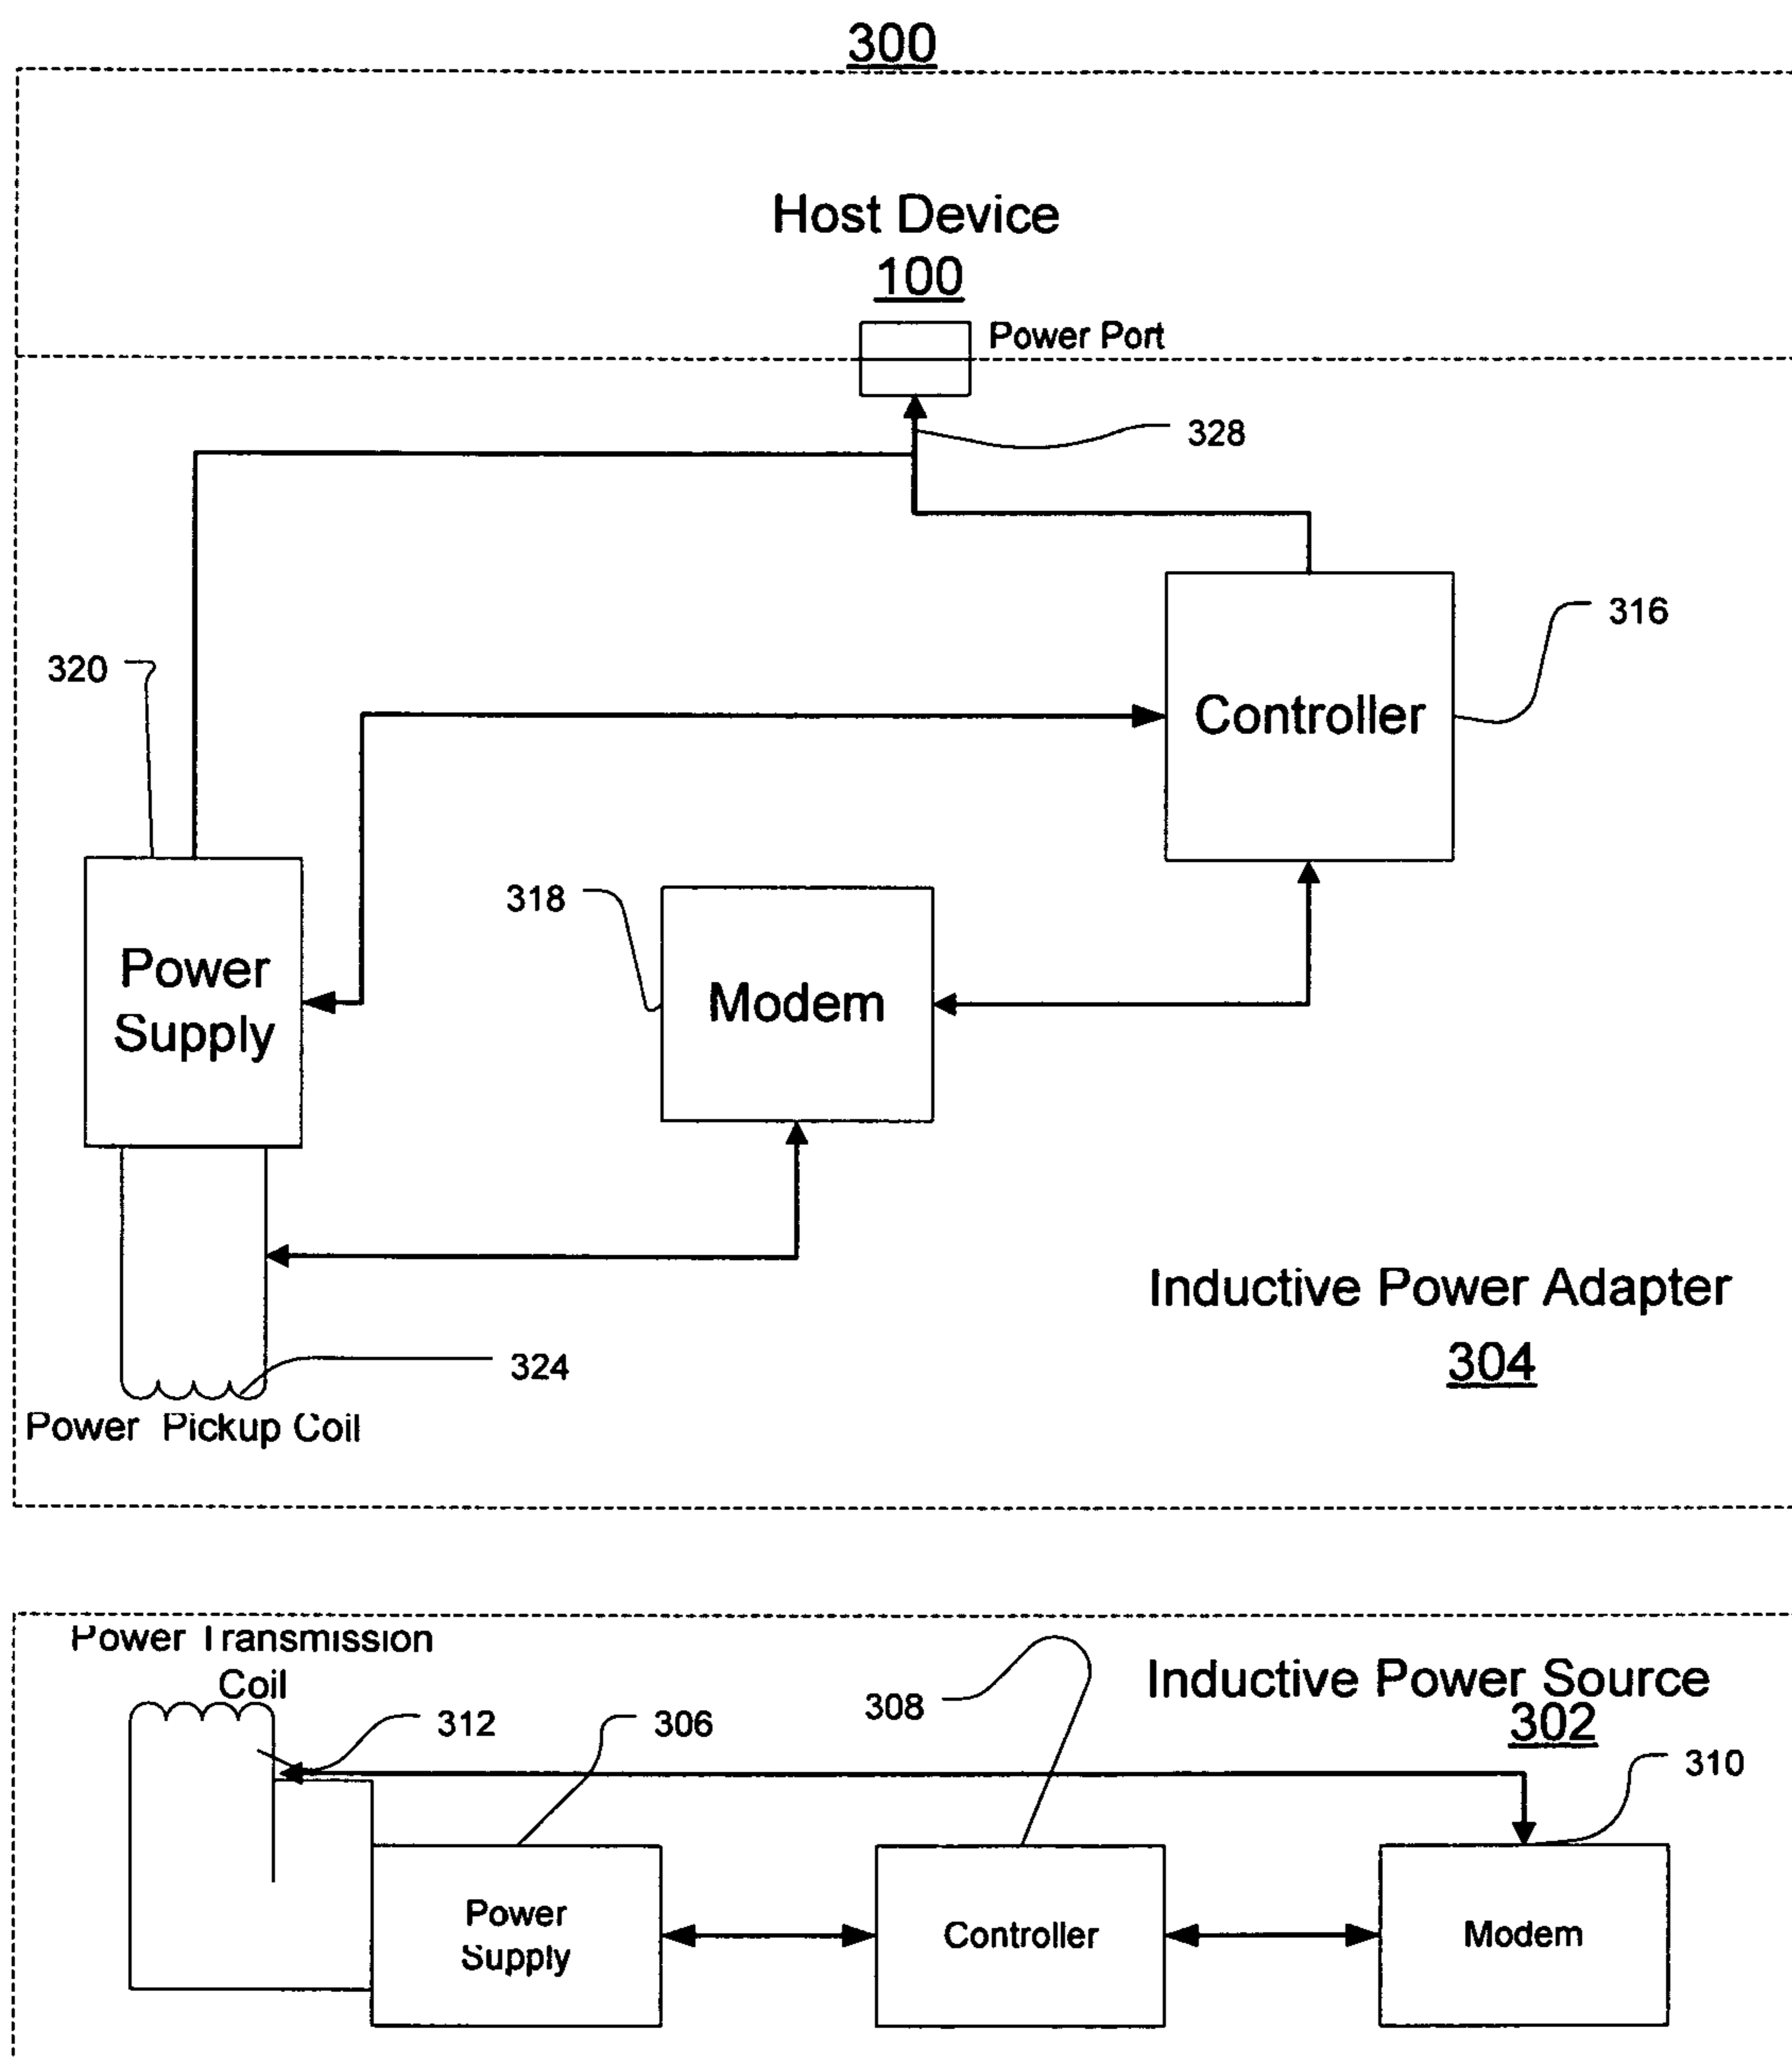 300
Host Device
100
Power Port
328
316
320
Controller
318
Power
Supply
Modem
Inductive Power Adapter
304
324
Power Pickup Coil
Power Transmission
Coil
Inductive Power Source
302
308
312
306
310
Power
Supply
Controller
Modem